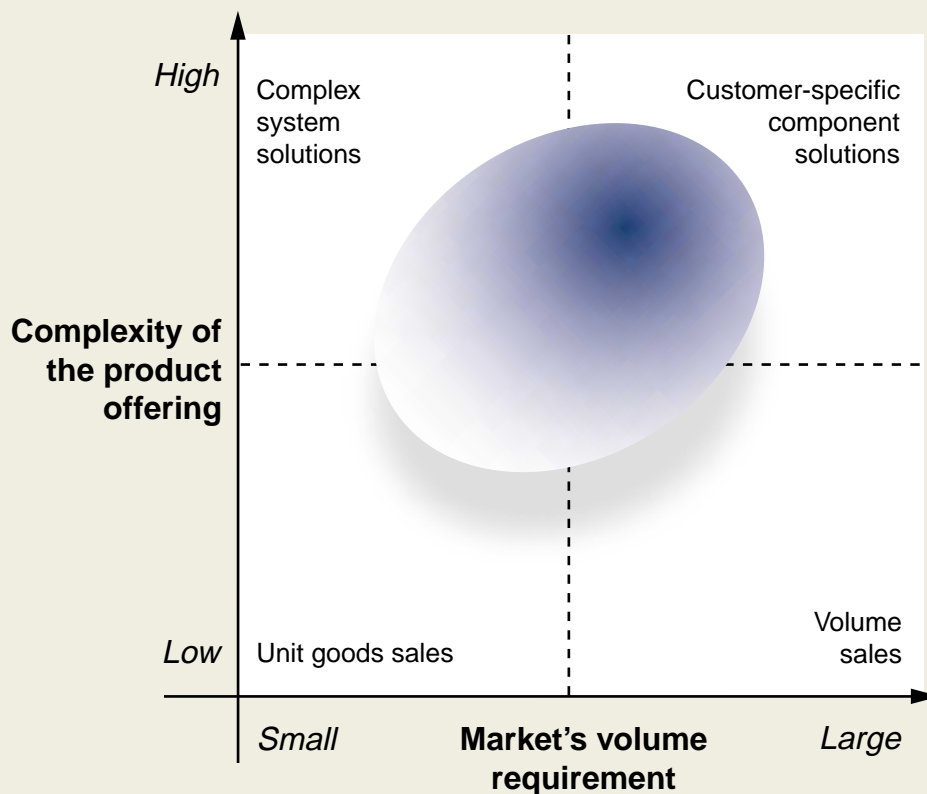 High
Complex
system
solutions
Customer-specific
component
solutions
Complexity of
the product
offering
Low
Unit goods sales
Volume
sales
Small
Market's volume
requirement
Large